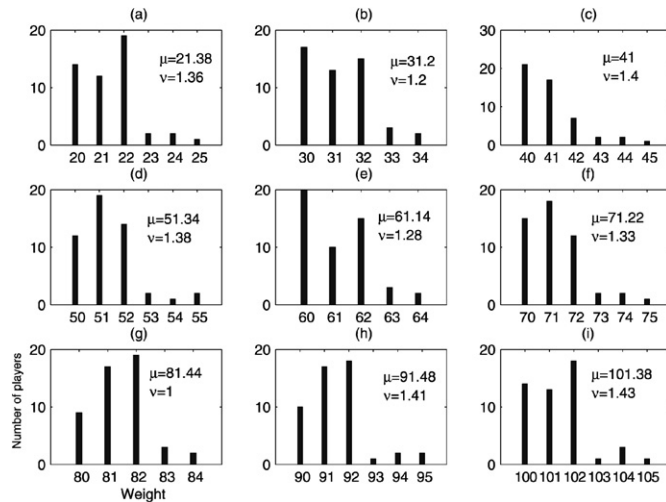 (a)
20
10
0
μ=21.38
ν=1.36
20 21 22 23 24 25
(b)
20
10
0
μ=31.2
ν=1.2
30 31 32 33 34
(c)
30
20
10
0
μ=41
ν=1.4
40 41 42 43 44 45
(d)
20
10
0
μ=51.34
ν=1.38
50 51 52 53 54 55
(e)
20
10
0
μ=61.14
ν=1.28
60 61 62 63 64
(f)
20
10
0
μ=71.22
ν=1.33
70 71 72 73 74 75
(g)
Number of players
20
10
0
μ=81.44
ν=1
80 81 82 83 84
Weight
(h)
20
10
0
μ=91.48
ν=1.41
90 91 92 93 94 95
(i)
20
10
0
μ=101.38
ν=1.43
100 101 102 103 104 105